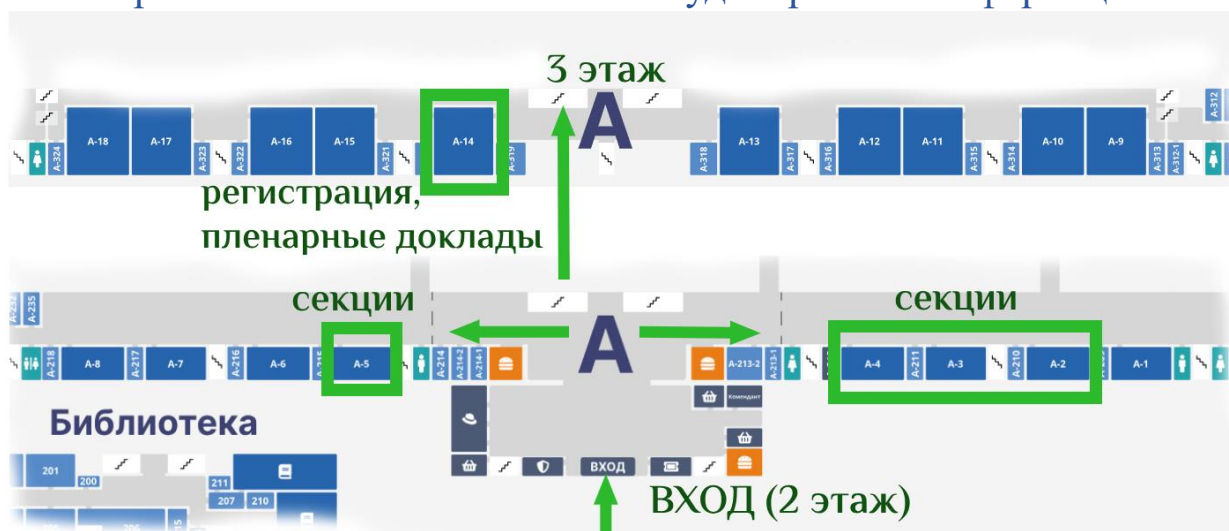 3 этаж
А
А-312
А-324 А-18 А-17 А-323 А-322 А-16 А-15 А-321 А-14 А-319 А-318 А-13 А-317 А-316 А-12 А-11 А-315 А-314 А-10 А-9 А-313 А-312-1
регистрация,
пленарные доклады
секции секции
А-235
А
А-218 А-8 А-217 А-7 А-216 А-6 А-5 А-214 А-214-2 А-214-1 А-213-2 А-213-1 А-4 А-211 А-3 А-210 А-2 А-1
Комендант
Библиотека
201 200 211
207 210
ВХОД
ВХОД (2 этаж)